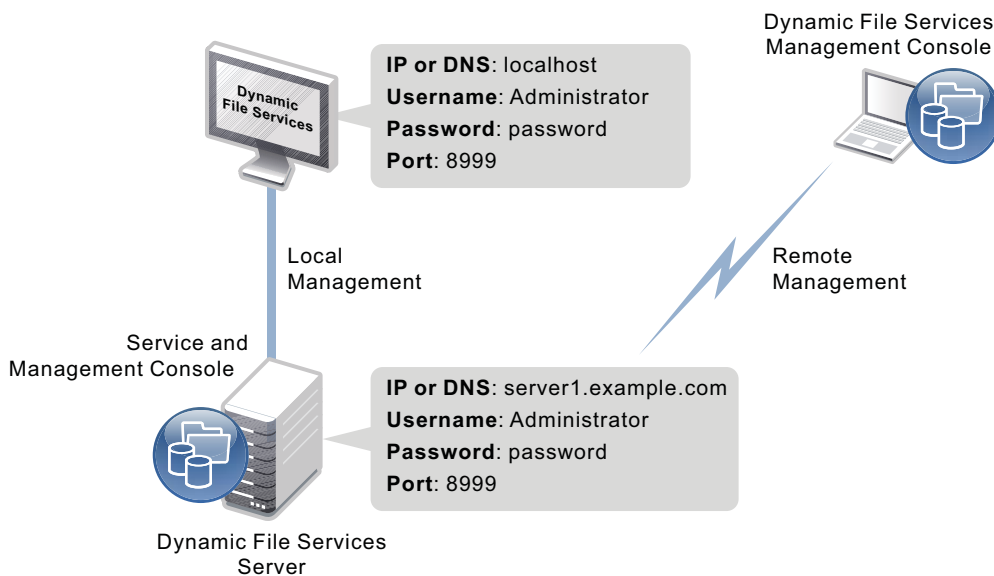 Dynamic
File Services
IP or DNS: localhost
Username: Administrator
Password: password
Port: 8999
Dynamic File Services
Management Console
Local
Management
Remote
Management
Service and
Management Console
IP or DNS: server1.example.com
Username: Administrator
Password: password
Port: 8999
Dynamic File Services
Server